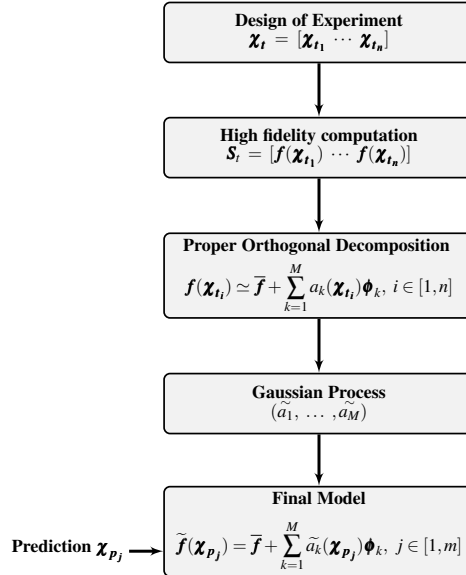 Design of Experiment
χ_t = [χ_{t_1} ⋯ χ_{t_n}]
High fidelity computation
S_t = [f(χ_{t_1}) ⋯ f(χ_{t_n})]
Proper Orthogonal Decomposition
f(χ_{t_i}) ≃ f̅ + ∑_{k=1}^{M} a_k(χ_{t_i})ϕ_k, i ∈ [1,n]
Gaussian Process
(ã_1, … , ã_M)
Final Model
f̃(χ_{p_j}) = f̅ + ∑_{k=1}^{M} ã_k(χ_{p_j})ϕ_k, j ∈ [1,m]
Prediction χ_{p_j}